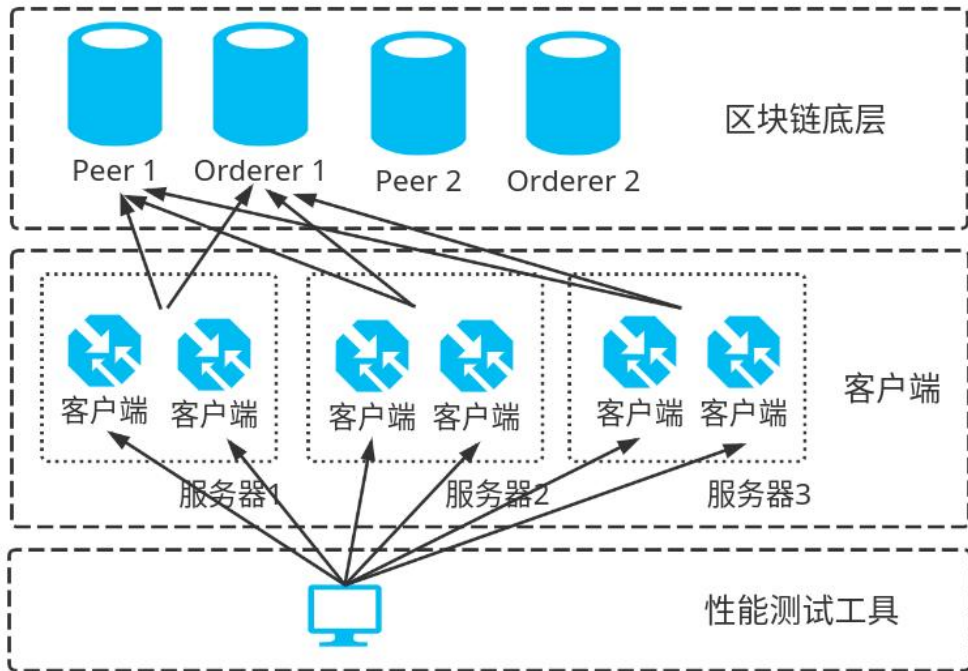 区块链底层
Peer 1
Orderer 1
Peer 2
Orderer 2
客户端
客户端
客户端
客户端
客户端
客户端
客户端
服务器1
服务器2
服务器3
性能测试工具